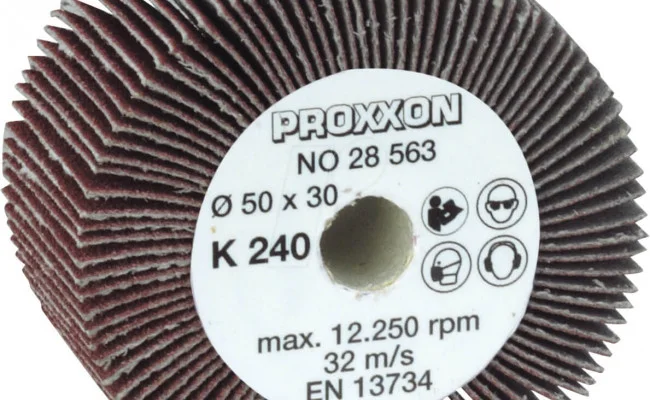 PROXXON
NO 28 563
Ø 50 x 30
K 240
max. 12.250 rpm
32 m/s
EN 13734